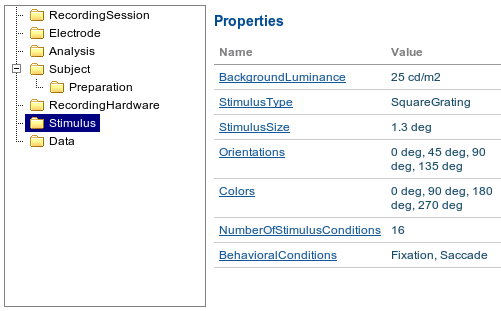 RecordingSession
Electrode
Analysis
Subject
Preparation
RecordingHardware
Stimulus
Data
Properties
Name Value
BackgroundLuminance 25 cd/m2
StimulusType SquareGrating
StimulusSize 1.3 deg
Orientations 0 deg, 45 deg, 90
deg, 135 deg
Colors 0 deg, 90 deg, 180
deg, 270 deg
NumberOfStimulusConditions 16
BehavioralConditions Fixation, Saccade